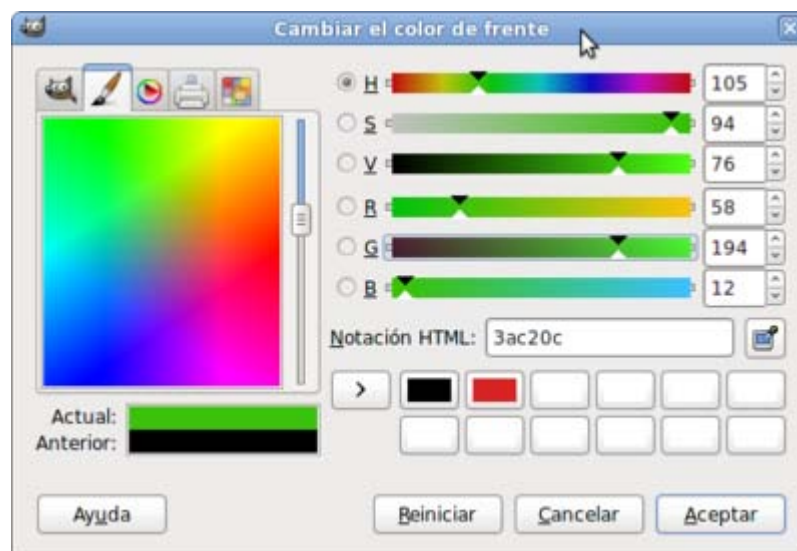 Cambiar el color de frente
H 105
S 94
V 76
R 58
G 194
B 12
Notación HTML: 3ac20c
>
Actual:
Anterior:
Ayuda Reiniciar Cancelar Aceptar